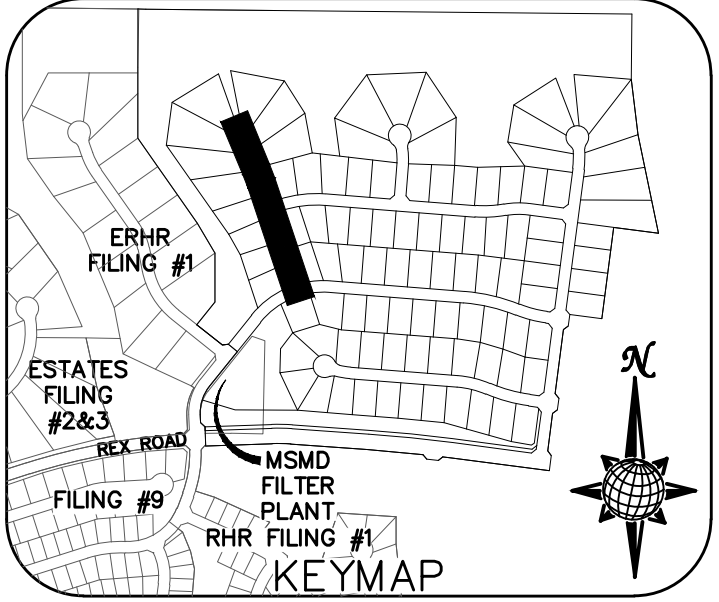 N
ERHR
FILING #1
ESTATES
FILING
#2&3
REX ROAD
FILING #9
MSMD
FILTER
PLANT
RHR FILING #1
KEYMAP